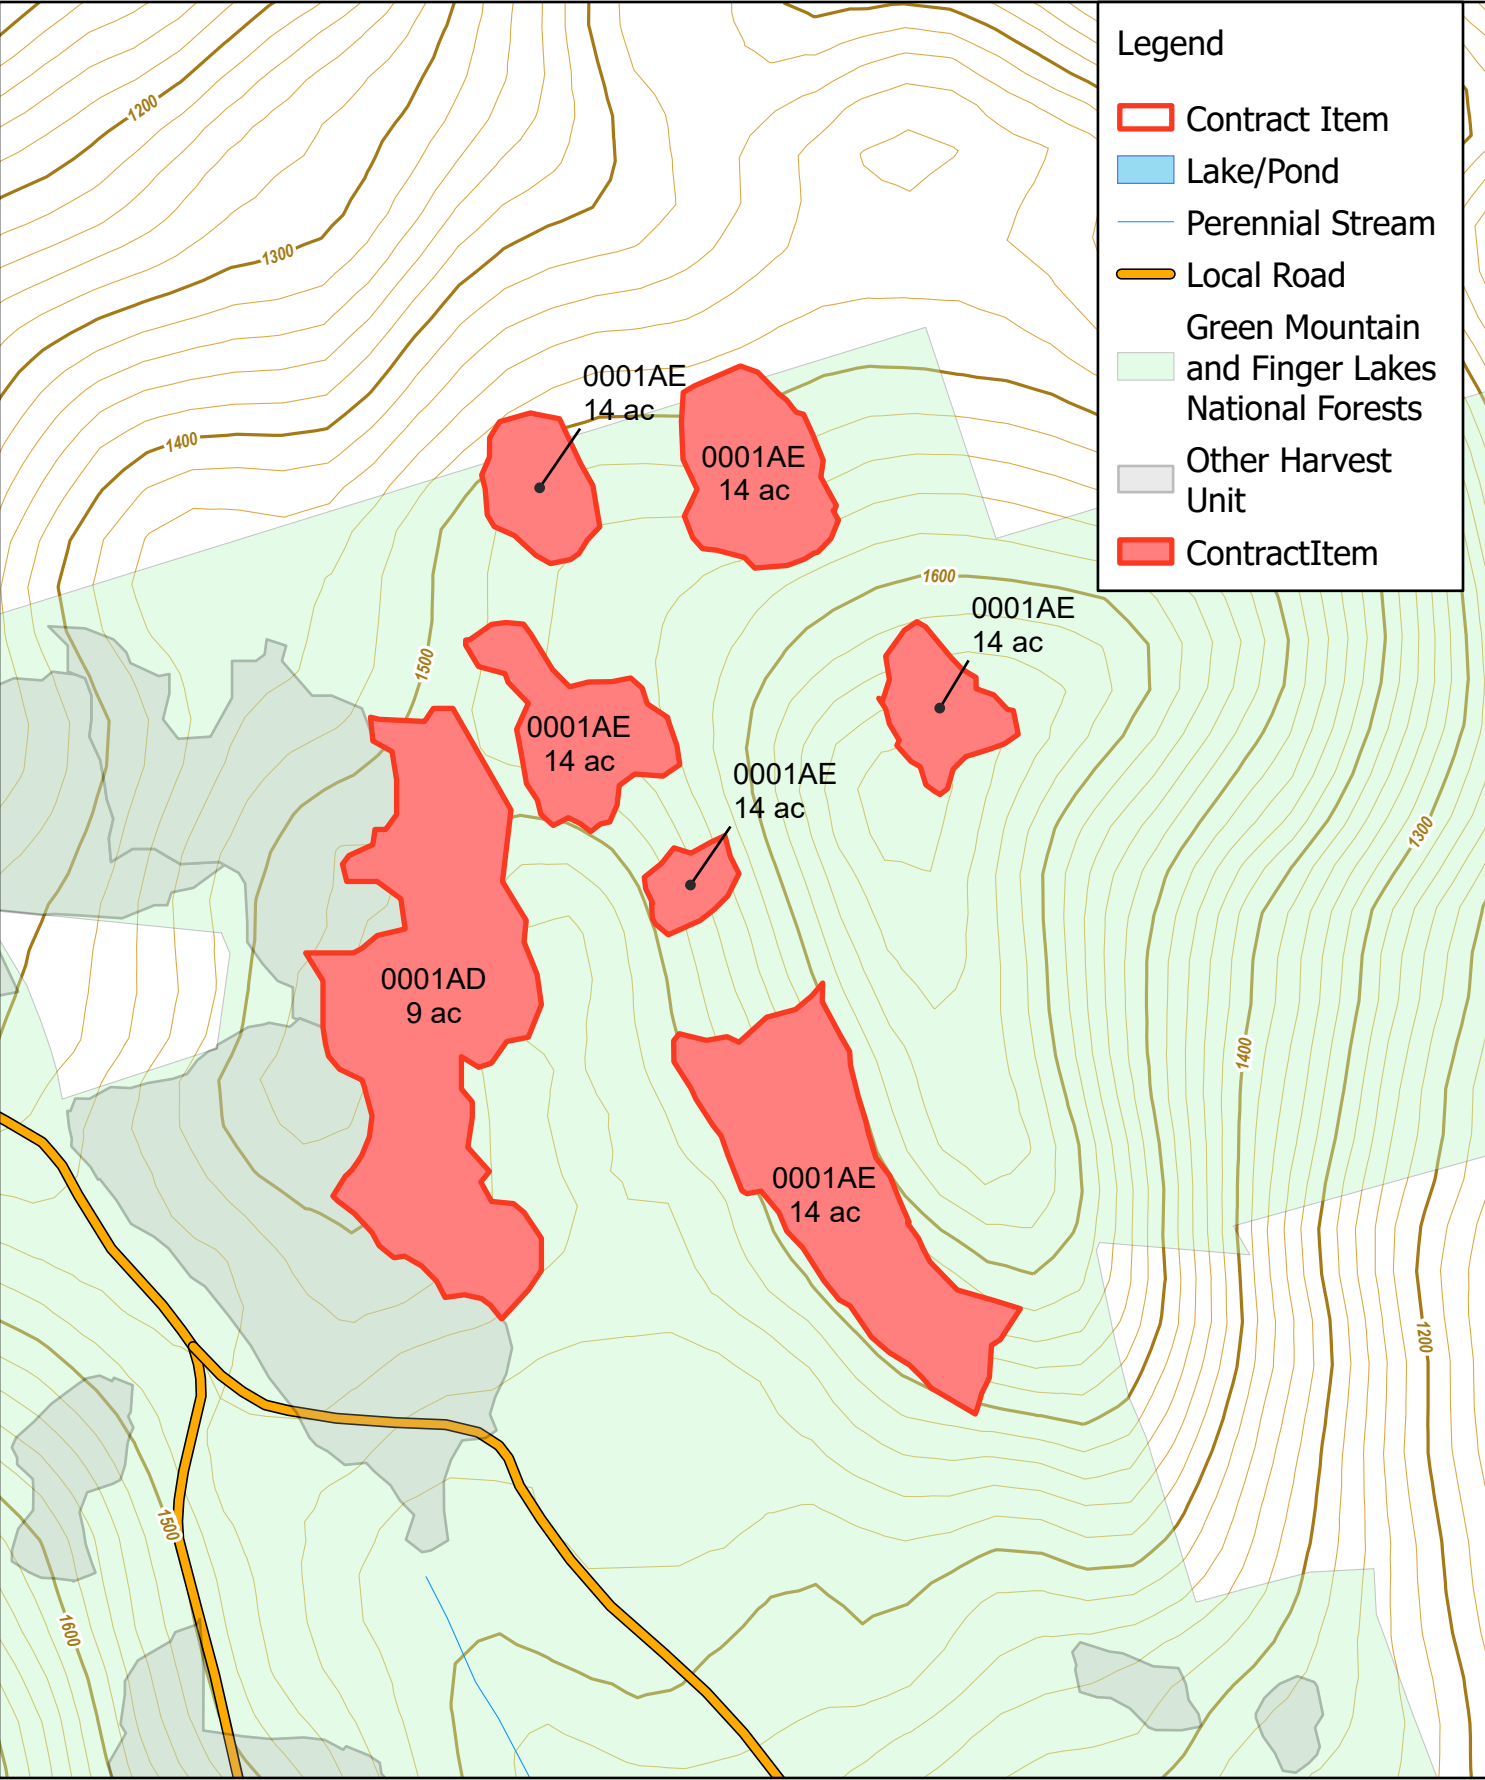 Legend
Contract Item
Lake/Pond
Perennial Stream
Local Road
Green Mountain
and Finger Lakes
National Forests
Other Harvest
Unit
ContractItem
1200
1300
1400
0001AE
14 ac
0001AE
14 ac
1600
0001AE
14 ac
1500
0001AE
14 ac
0001AE
14 ac
1300
0001AD
9 ac
1400
0001AE
14 ac
1200
1500
1600